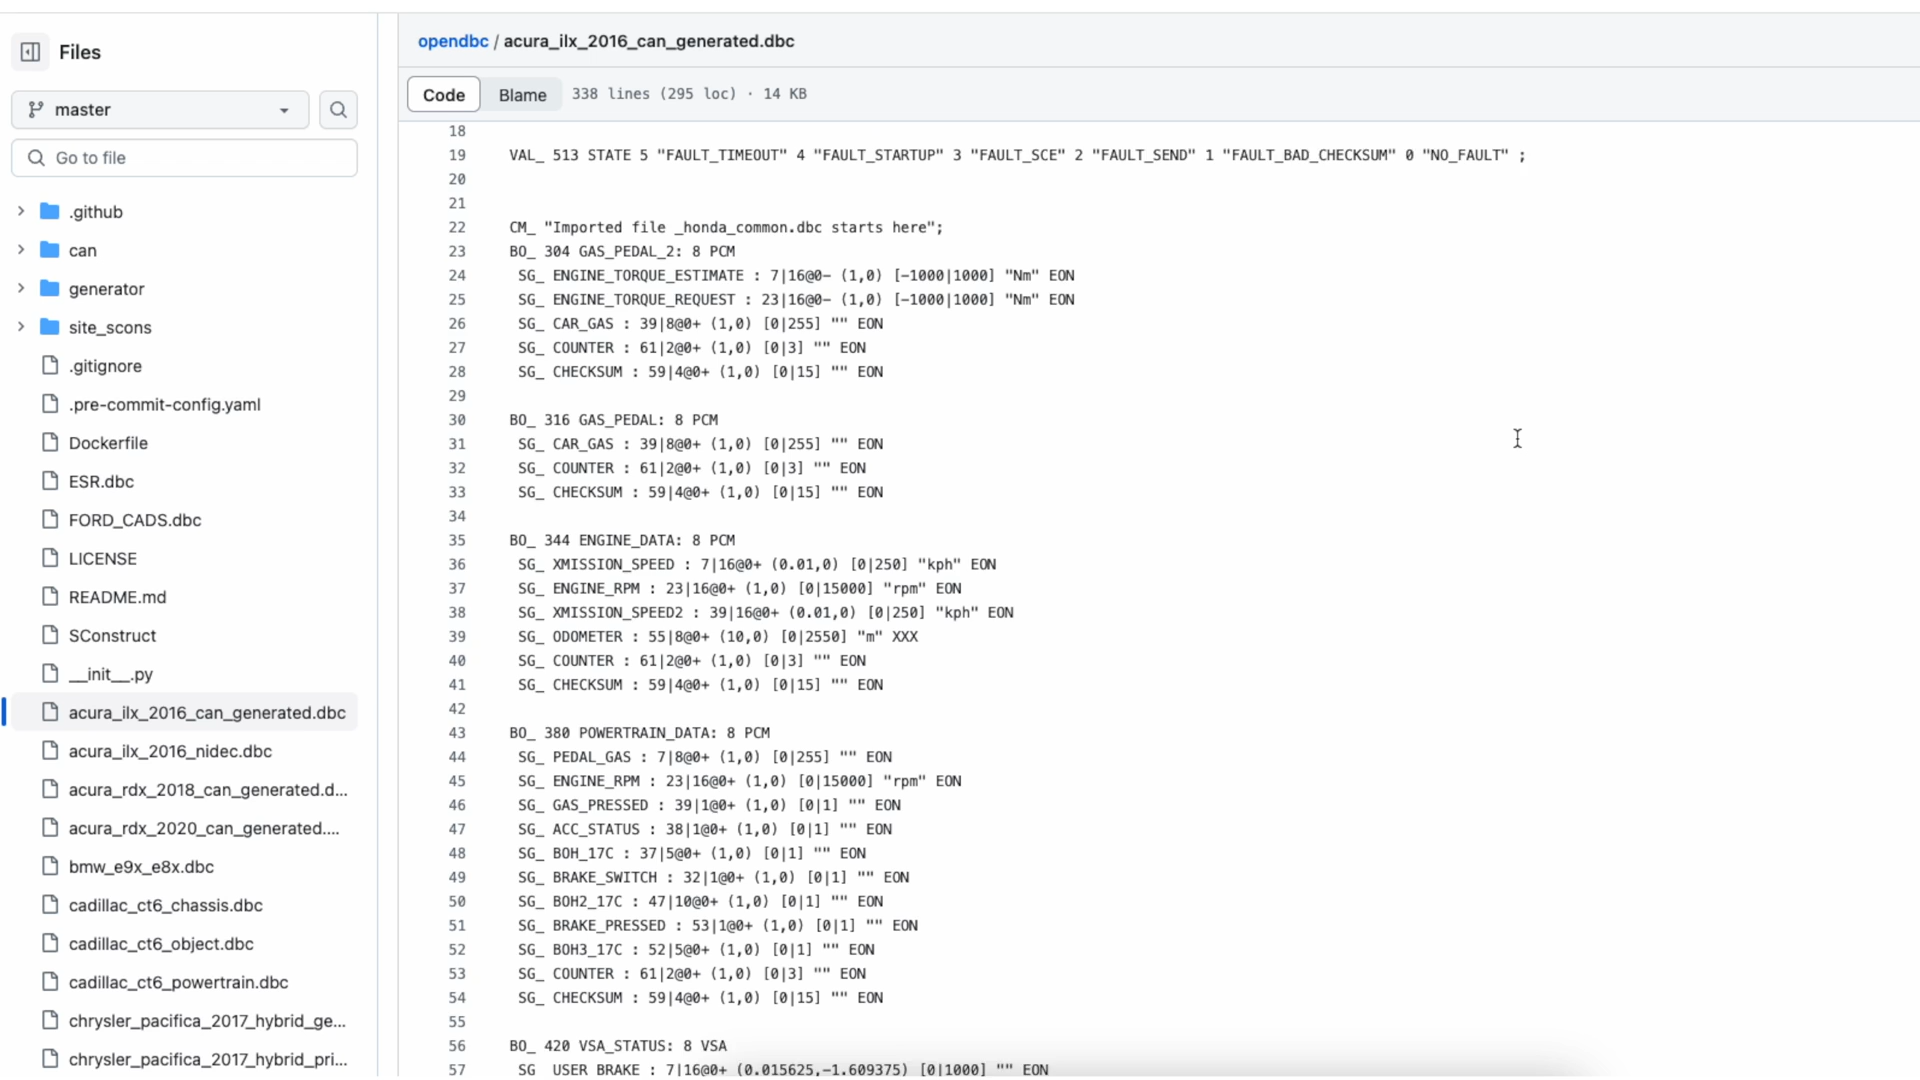 Files
master
Go to file
.github
can
generator
site_scons
.gitignore
.pre-commit-config.yaml
Dockerfile
ESR.dbc
FORD_CADS.dbc
LICENSE
README.md
SConstruct
__init__.py
acura_ilx_2016_can_generated.dbc
acura_ilx_2016_nidec.dbc
acura_rdx_2018_can_generated.d...
acura_rdx_2020_can_generated....
bmw_e9x_e8x.dbc
cadillac_ct6_chassis.dbc
cadillac_ct6_object.dbc
cadillac_ct6_powertrain.dbc
chrysler_pacifica_2017_hybrid_ge...
chrysler_pacifica_2017_hybrid_pri...
opendbc / acura_ilx_2016_can_generated.dbc
Code Blame 338 lines (295 loc) · 14 KB
18
19 VAL_ 513 STATE 5 "FAULT_TIMEOUT" 4 "FAULT_STARTUP" 3 "FAULT_SCE" 2 "FAULT_SEND" 1 "FAULT_BAD_CHECKSUM" 0 "NO_FAULT" ;
20
21
22 CM_ "Imported file _honda_common.dbc starts here";
23 BO_ 304 GAS_PEDAL_2: 8 PCM
24 SG_ ENGINE_TORQUE_ESTIMATE : 7|16@0- (1,0) [-1000|1000] "Nm" EON
25 SG_ ENGINE_TORQUE_REQUEST : 23|16@0- (1,0) [-1000|1000] "Nm" EON
26 SG_ CAR_GAS : 39|8@0+ (1,0) [0|255] "" EON
27 SG_ COUNTER : 61|2@0+ (1,0) [0|3] "" EON
28 SG_ CHECKSUM : 59|4@0+ (1,0) [0|15] "" EON
29
30 BO_ 316 GAS_PEDAL: 8 PCM
31 SG_ CAR_GAS : 39|8@0+ (1,0) [0|255] "" EON
32 SG_ COUNTER : 61|2@0+ (1,0) [0|3] "" EON
33 SG_ CHECKSUM : 59|4@0+ (1,0) [0|15] "" EON
34
35 BO_ 344 ENGINE_DATA: 8 PCM
36 SG_ XMISSION_SPEED : 7|16@0+ (0.01,0) [0|250] "kph" EON
37 SG_ ENGINE_RPM : 23|16@0+ (1,0) [0|15000] "rpm" EON
38 SG_ XMISSION_SPEED2 : 39|16@0+ (0.01,0) [0|250] "kph" EON
39 SG_ ODOMETER : 55|8@0+ (10,0) [0|2550] "m" XXX
40 SG_ COUNTER : 61|2@0+ (1,0) [0|3] "" EON
41 SG_ CHECKSUM : 59|4@0+ (1,0) [0|15] "" EON
42
43 BO_ 380 POWERTRAIN_DATA: 8 PCM
44 SG_ PEDAL_GAS : 7|8@0+ (1,0) [0|255] "" EON
45 SG_ ENGINE_RPM : 23|16@0+ (1,0) [0|15000] "rpm" EON
46 SG_ GAS_PRESSED : 39|1@0+ (1,0) [0|1] "" EON
47 SG_ ACC_STATUS : 38|1@0+ (1,0) [0|1] "" EON
48 SG_ BOH_17C : 37|5@0+ (1,0) [0|1] "" EON
49 SG_ BRAKE_SWITCH : 32|1@0+ (1,0) [0|1] "" EON
50 SG_ BOH2_17C : 47|10@0+ (1,0) [0|1] "" EON
51 SG_ BRAKE_PRESSED : 53|1@0+ (1,0) [0|1] "" EON
52 SG_ BOH3_17C : 52|5@0+ (1,0) [0|1] "" EON
53 SG_ COUNTER : 61|2@0+ (1,0) [0|3] "" EON
54 SG_ CHECKSUM : 59|4@0+ (1,0) [0|15] "" EON
55
56 BO_ 420 VSA_STATUS: 8 VSA
57 SG_ USER_BRAKE : 7|16@0+ (0.015625,-1.609375) [0|1000] "" EON